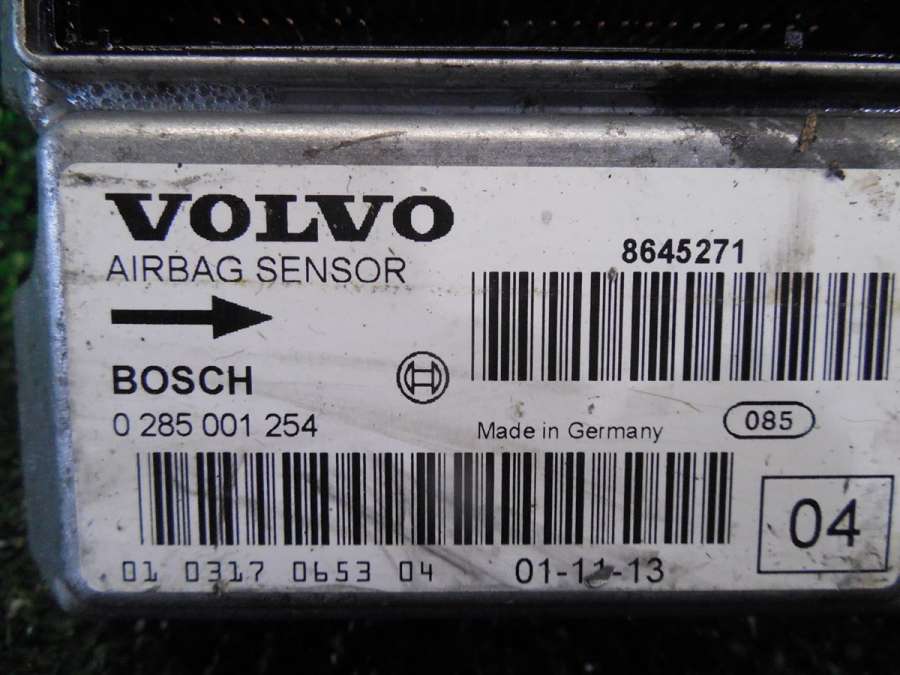 VOLVO
AIRBAG SENSOR
8645271
BOSCH
0 285 001 254
Made in Germany
085
04
01 0317 0653 04
01-11-13